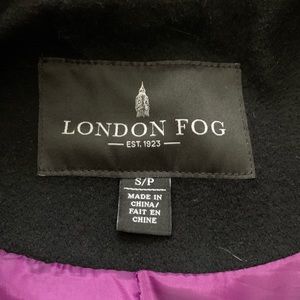 LONDON FOG
EST. 1923
S/P
MADE IN
CHINA/
FAIT EN
CHINE